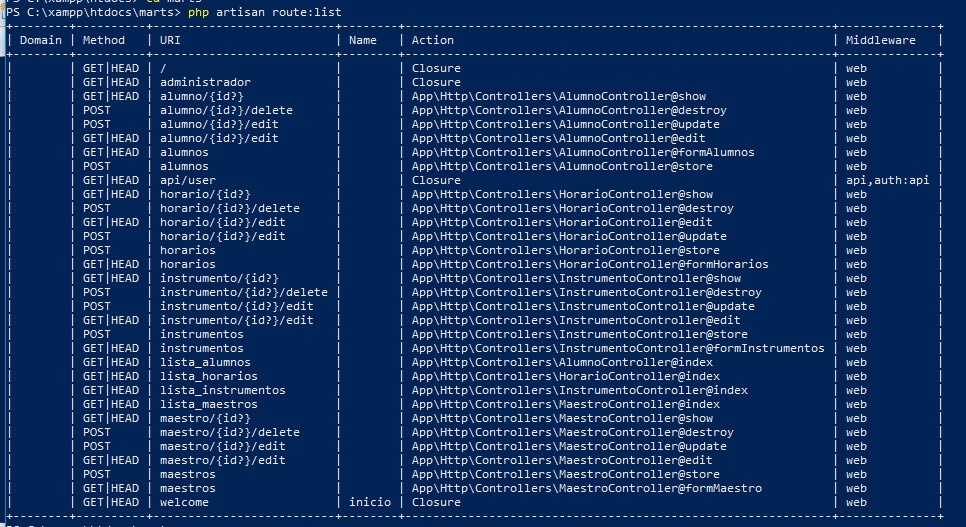 PS C:\xampp\htdocs> cd marts
PS C:\xampp\htdocs\marts> php artisan route:list
+--------+----------+--------------------------+--------+------------------------------------------------------------+--------------+
| Domain | Method | URI | Name | Action | Middleware |
+--------+----------+--------------------------+--------+------------------------------------------------------------+--------------+
| | GET|HEAD | / | | Closure | web |
| | GET|HEAD | administrador | | Closure | web |
| | GET|HEAD | alumno/{id?} | | App\Http\Controllers\AlumnoController@show | web |
| | POST | alumno/{id?}/delete | | App\Http\Controllers\AlumnoController@destroy | web |
| | POST | alumno/{id?}/edit | | App\Http\Controllers\AlumnoController@update | web |
| | GET|HEAD | alumno/{id?}/edit | | App\Http\Controllers\AlumnoController@edit | web |
| | GET|HEAD | alumnos | | App\Http\Controllers\AlumnoController@formAlumnos | web |
| | POST | alumnos | | App\Http\Controllers\AlumnoController@store | web |
| | GET|HEAD | api/user | | Closure | api,auth:api |
| | GET|HEAD | horario/{id?} | | App\Http\Controllers\HorarioController@show | web |
| | POST | horario/{id?}/delete | | App\Http\Controllers\HorarioController@destroy | web |
| | GET|HEAD | horario/{id?}/edit | | App\Http\Controllers\HorarioController@edit | web |
| | POST | horario/{id?}/edit | | App\Http\Controllers\HorarioController@update | web |
| | POST | horarios | | App\Http\Controllers\HorarioController@store | web |
| | GET|HEAD | horarios | | App\Http\Controllers\HorarioController@formHorarios | web |
| | GET|HEAD | instrumento/{id?} | | App\Http\Controllers\InstrumentoController@show | web |
| | POST | instrumento/{id?}/delete | | App\Http\Controllers\InstrumentoController@destroy | web |
| | POST | instrumento/{id?}/edit | | App\Http\Controllers\InstrumentoController@update | web |
| | GET|HEAD | instrumento/{id?}/edit | | App\Http\Controllers\InstrumentoController@edit | web |
| | POST | instrumentos | | App\Http\Controllers\InstrumentoController@store | web |
| | GET|HEAD | instrumentos | | App\Http\Controllers\InstrumentoController@formInstrumentos | web |
| | GET|HEAD | lista_alumnos | | App\Http\Controllers\AlumnoController@index | web |
| | GET|HEAD | lista_horarios | | App\Http\Controllers\HorarioController@index | web |
| | GET|HEAD | lista_instrumentos | | App\Http\Controllers\InstrumentoController@index | web |
| | GET|HEAD | lista_maestros | | App\Http\Controllers\MaestroController@index | web |
| | GET|HEAD | maestro/{id?} | | App\Http\Controllers\MaestroController@show | web |
| | POST | maestro/{id?}/delete | | App\Http\Controllers\MaestroController@destroy | web |
| | POST | maestro/{id?}/edit | | App\Http\Controllers\MaestroController@update | web |
| | GET|HEAD | maestro/{id?}/edit | | App\Http\Controllers\MaestroController@edit | web |
| | POST | maestros | | App\Http\Controllers\MaestroController@store | web |
| | GET|HEAD | maestros | | App\Http\Controllers\MaestroController@formMaestro | web |
| | GET|HEAD | welcome | inicio | Closure | web |
+--------+----------+--------------------------+--------+------------------------------------------------------------+--------------+